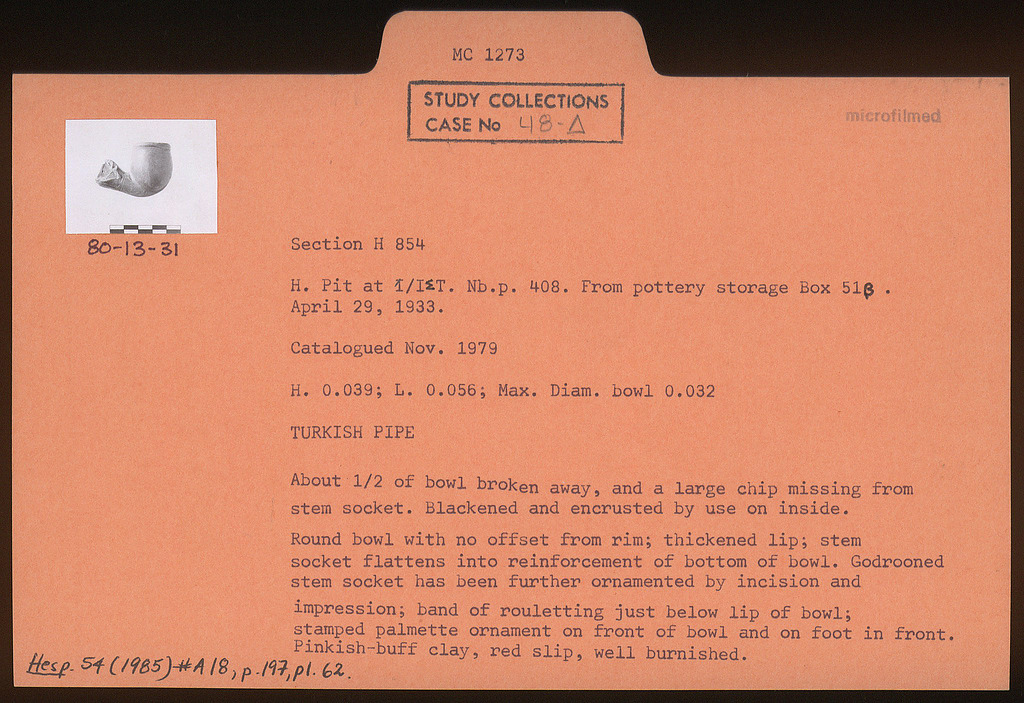 MC 1273
STUDY COLLECTIONS
CASE No 48-Δ
microfilmed
80-13-31
Section H 854
H. Pit at I/ΙΣΤ. Nb.p. 408. From pottery storage Box 51β .
April 29, 1933.
Catalogued Nov. 1979
H. 0.039; L. 0.056; Max. Diam. bowl 0.032
TURKISH PIPE
About 1/2 of bowl broken away, and a large chip missing from
stem socket. Blackened and encrusted by use on inside.
Round bowl with no offset from rim; thickened lip; stem
socket flattens into reinforcement of bottom of bowl. Godrooned
stem socket has been further ornamented by incision and
impression; band of rouletting just below lip of bowl;
stamped palmette ornament on front of bowl and on foot in front.
Pinkish-buff clay, red slip, well burnished.
Hesp. 54 (1985) #A18, p.197, pl. 62.